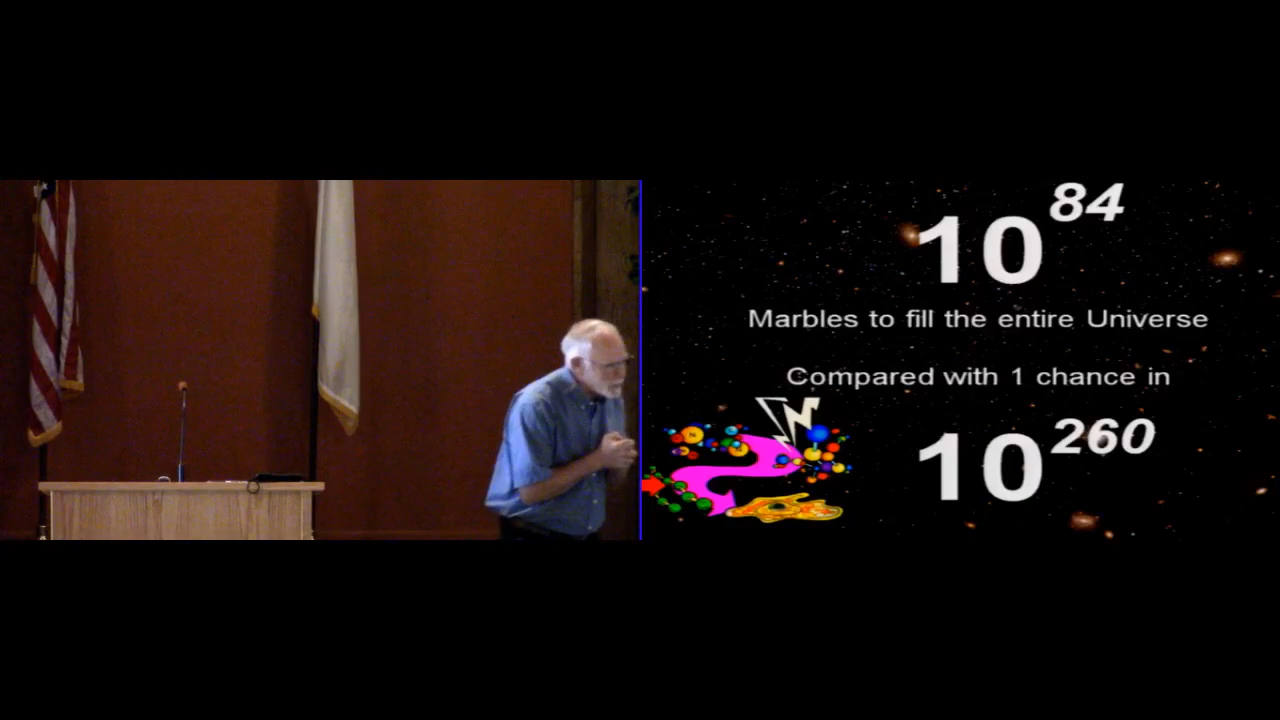 10^84
Marbles to fill the entire Universe
Compared with 1 chance in
10^260